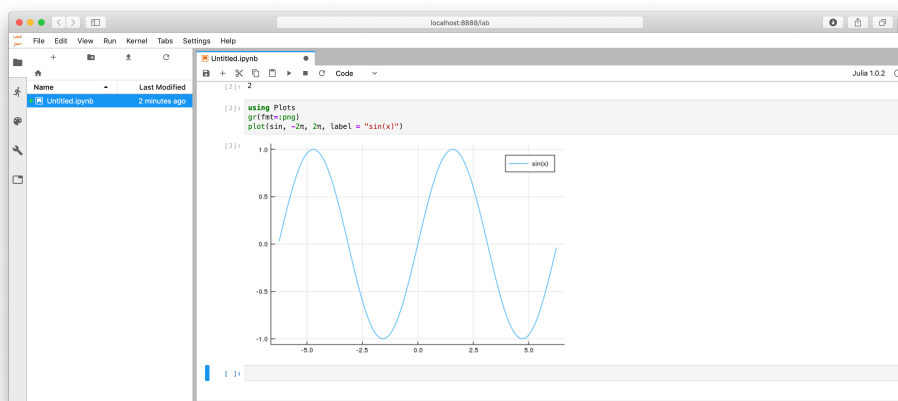 localhost:8888/lab
File Edit View Run Kernel Tabs Settings Help
Untitled.ipynb
Code
Julia 1.0.2
Name Last Modified
Untitled.ipynb 2 minutes ago
[2]: 2
[3]: using Plots
gr(fmt=:png)
plot(sin, -2π, 2π, label = "sin(x)")
[3]:
1.0
sin(x)
0.5
0.0
-0.5
-1.0
-5.0 -2.5 0.0 2.5 5.0
[ ]: